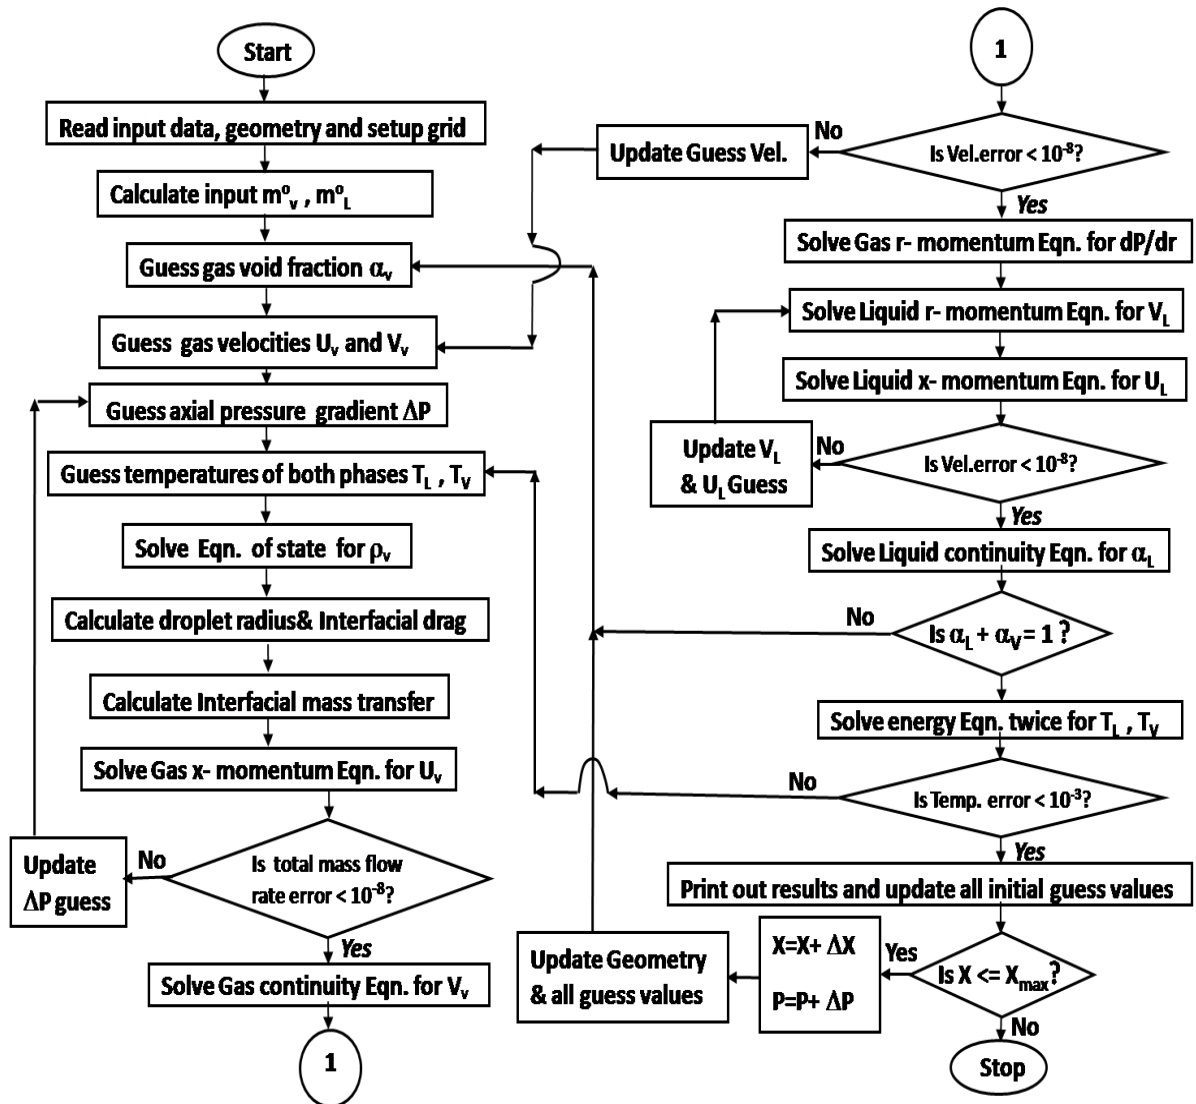 Start
Read input data, geometry and setup grid
Calculate input mᵒᵥ , mᵒL
Guess gas void fraction αᵥ
Guess gas velocities Uᵥ and Vᵥ
Guess axial pressure gradient ΔP
Guess temperatures of both phases TL , TV
Solve Eqn. of state for ρᵥ
Calculate droplet radius& Interfacial drag
Calculate Interfacial mass transfer
Solve Gas x- momentum Eqn. for Uᵥ
Is total mass flow
rate error < 10⁻⁸?
No
Update
ΔP guess
Yes
Solve Gas continuity Eqn. for Vᵥ
1
1
Is Vel.error < 10⁻⁸?
No
Update Guess Vel.
Yes
Solve Gas r- momentum Eqn. for dP/dr
Solve Liquid r- momentum Eqn. for VL
Solve Liquid x- momentum Eqn. for UL
Is Vel.error < 10⁻⁸?
No
Update VL
& UL Guess
Yes
Solve Liquid continuity Eqn. for αL
Is αL + αV = 1 ?
No
Solve energy Eqn. twice for TL , TV
Is Temp. error < 10⁻³?
No
Yes
Print out results and update all initial guess values
Is X <= Xmax?
Yes
X=X+ ΔX
P=P+ ΔP
Update Geometry
& all guess values
No
Stop